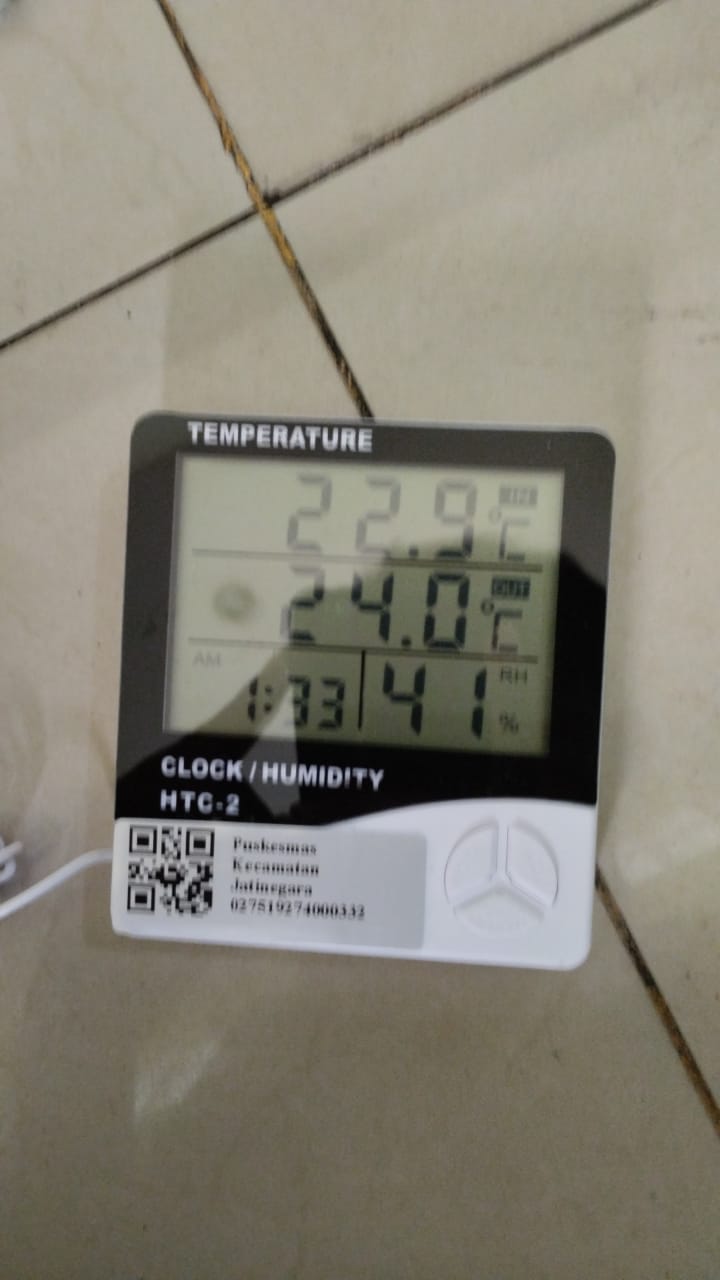 TEMPERATURE
22.9 °C
OUT
24.0 °C
AM
1:33
41 RH %
CLOCK / HUMIDITY
HTC-2
Puskesmas
Kecamatan
Jatinegara
027519274000332